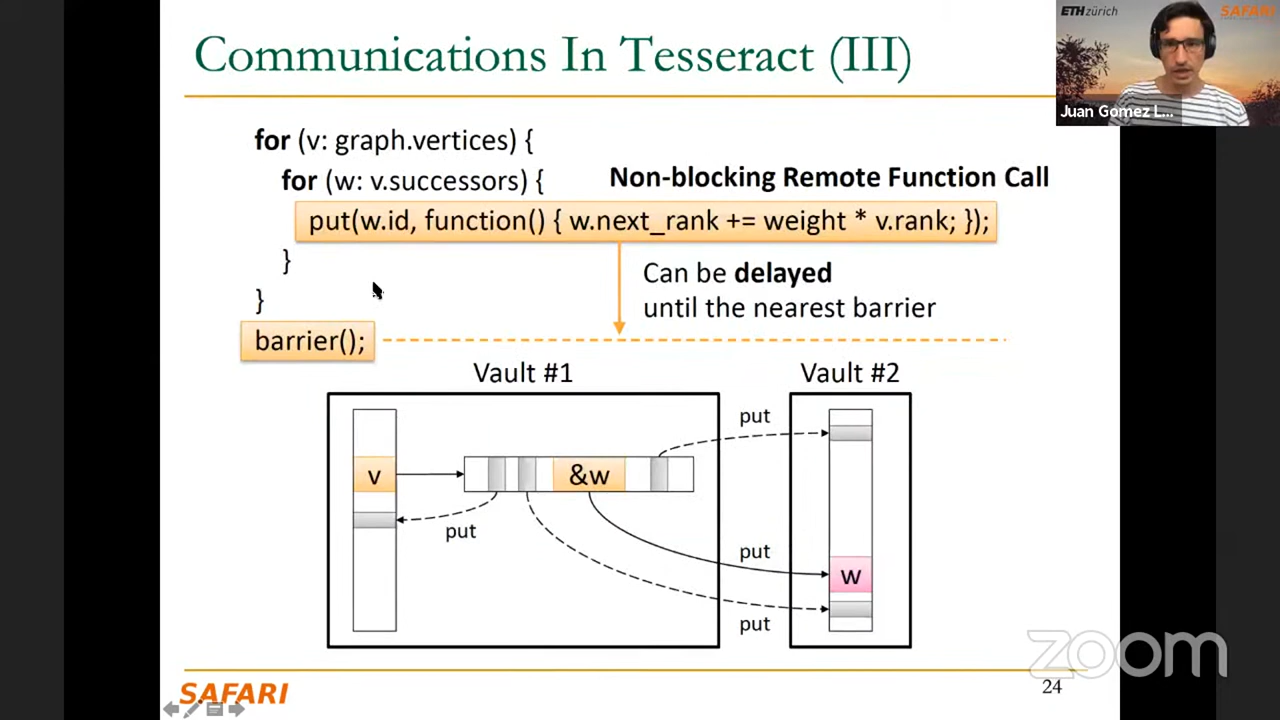 Communications In Tesseract (III)
ETHzürich
SAFARI
Juan Gomez L...
for (v: graph.vertices) {
for (w: v.successors) {
Non-blocking Remote Function Call
put(w.id, function() { w.next_rank += weight * v.rank; });
}
Can be delayed
until the nearest barrier
}
barrier();
Vault #1
Vault #2
put
v
&w
put
put
w
put
zoom
SAFARI
24